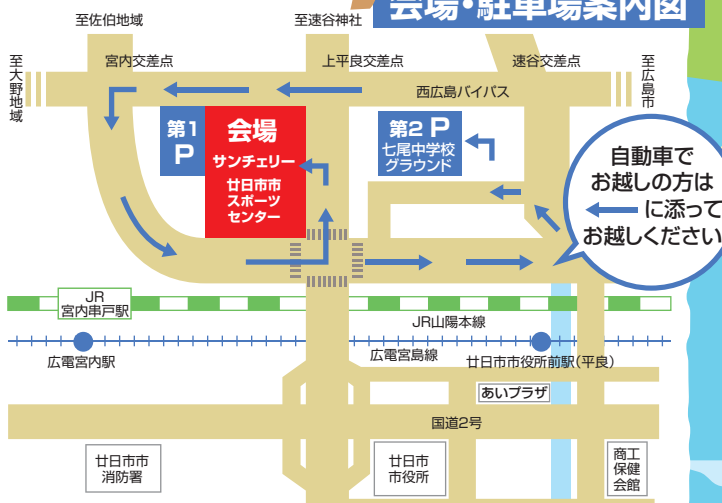 会場・駐車場案内図
至佐伯地域
至速谷神社
至大野地域
宮内交差点
上平良交差点
速谷交差点
至広島市
西広島バイパス
第1
P
会場
サンチェリー
廿日市市
スポーツ
センター
第2 P
七尾中学校
グラウンド
自動車で
お越しの方は
に添って
お越しください
JR
宮内串戸駅
JR山陽本線
広電宮内駅
広電宮島線
廿日市市役所前駅(平良)
あいプラザ
国道2号
廿日市市
消防署
廿日市
市役所
商工
保健
会館